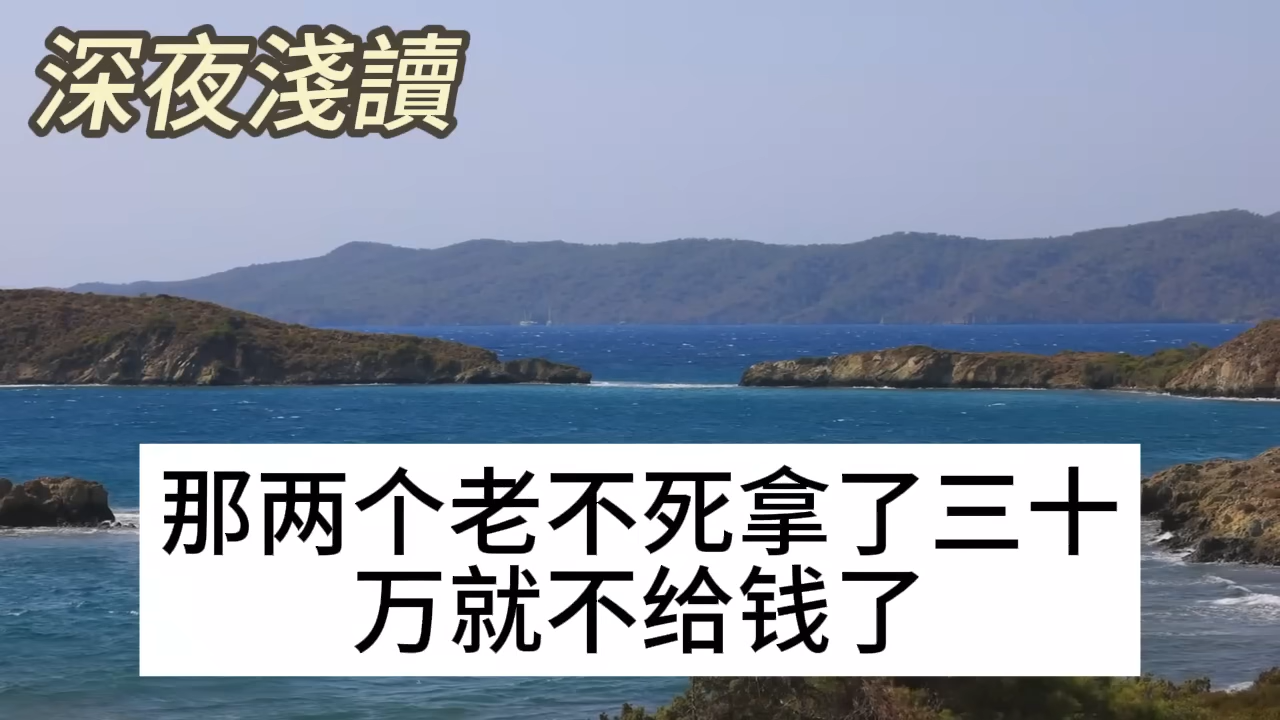 深夜淺讀
那两个老不死拿了三十
万就不给钱了